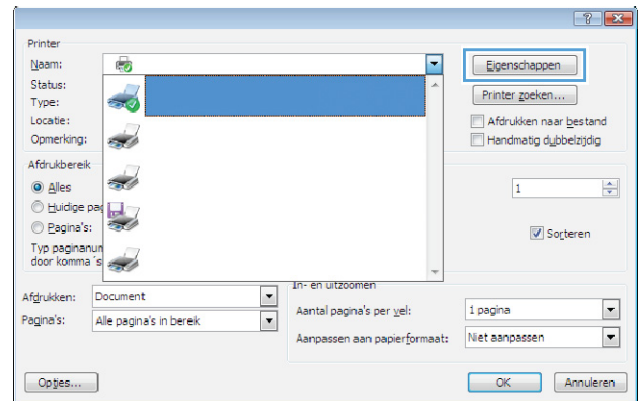 Printer
Naam:
Eigenschappen
Status:
Type:
Printer zoeken...
Locatie:
Afdrukken naar bestand
Opmerking:
Handmatig dubbelzijdig
Afdrukbereik
Alles
1
Huidige
Pagina's:
Sorteren
Typ
door komma's
In- en uitzoomen
Afdrukken:
Document
Aantal pagina's per vel:
1 pagina
Pagina's:
Alle pagina's in bereik
Aanpassen aan papierformaat:
Niet aanpassen
Opties...
OK
Annuleren